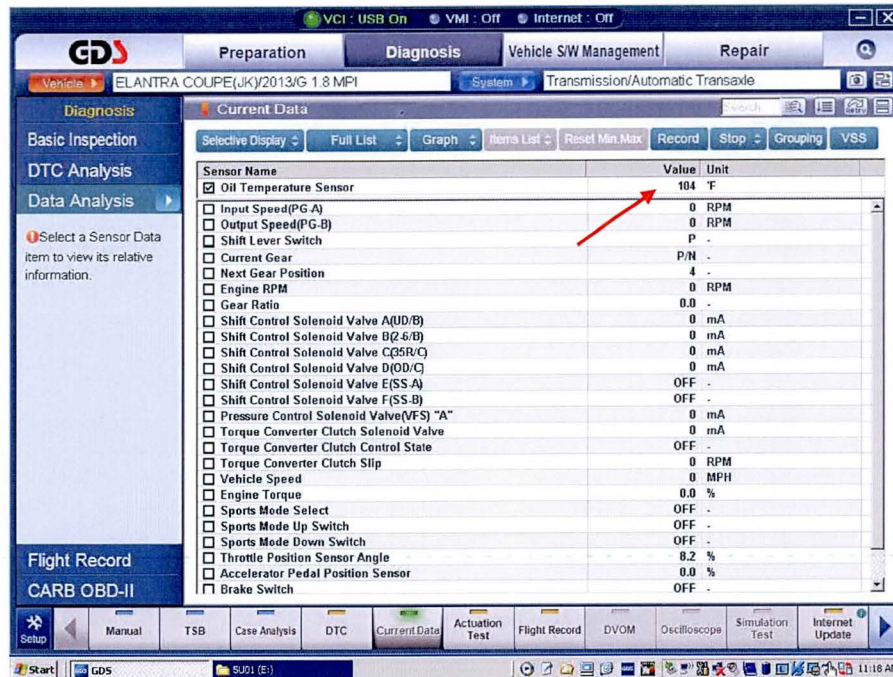 VCI : USB On VMI : Off Internet : Off
GDS Preparation Diagnosis Vehicle S/W Management Repair
Vehicle ELANTRA COUPE(JK)/2013/G 1.8 MPI System Transmission/Automatic Transaxle
Diagnosis
Basic Inspection
DTC Analysis
Data Analysis
Select a Sensor Data
item to view its relative
information.
Flight Record
CARB OBD-II
Current Data Search
Selective Display Full List Graph Items List Reset Min.Max Record Stop Grouping VSS
Sensor Name Value Unit
Oil Temperature Sensor 104 'F
Input Speed(PG-A) 0 RPM
Output Speed(PG-B) 0 RPM
Shift Lever Switch P -
Current Gear P/N -
Next Gear Position 4 -
Engine RPM 0 RPM
Gear Ratio 0.0 -
Shift Control Solenoid Valve A(UD/B) 0 mA
Shift Control Solenoid Valve B(2-6/B) 0 mA
Shift Control Solenoid Valve C(35R/C) 0 mA
Shift Control Solenoid Valve D(OD/C) 0 mA
Shift Control Solenoid Valve E(SS-A) OFF -
Shift Control Solenoid Valve F(SS-B) OFF -
Pressure Control Solenoid Valve(VFS) "A" 0 mA
Torque Converter Clutch Solenoid Valve 0 mA
Torque Converter Clutch Control State OFF -
Torque Converter Clutch Slip 0 RPM
Vehicle Speed 0 MPH
Engine Torque 0.0 %
Sports Mode Select OFF -
Sports Mode Up Switch OFF -
Sports Mode Down Switch OFF -
Throttle Position Sensor Angle 8.2 %
Accelerator Pedal Position Sensor 0.0 %
Brake Switch OFF -
Setup Manual TSB Case Analysis DTC Current Data Actuation Test Flight Record DVOM Oscilloscope Simulation Test Internet Update
Start GDS SU01 (E:) 11:18 AM